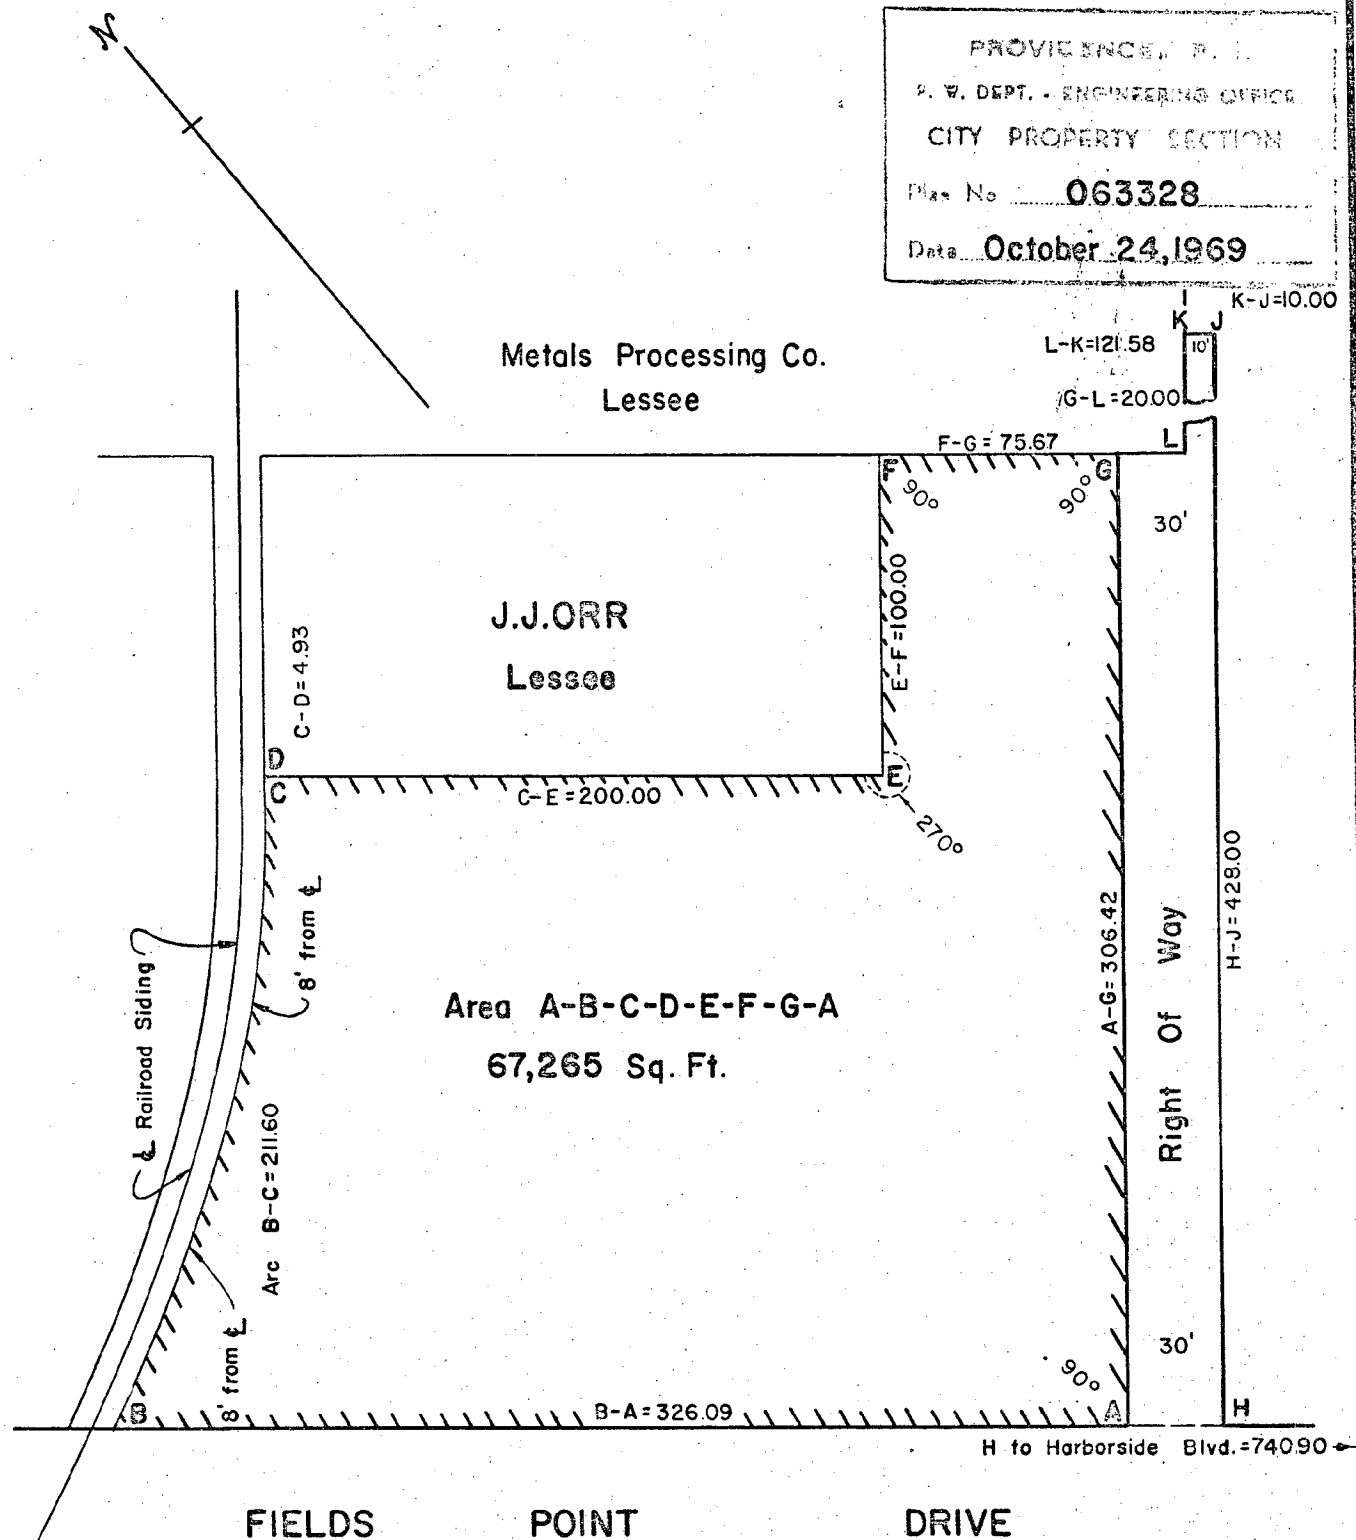 N
PROVIDENCE, R. I.
P. W. DEPT. - ENGINEERING OFFICE
CITY PROPERTY SECTION
Plan No 063328
Date October 24, 1969
K-J=10.00
K J
L-K=121.58
10'
G-L=20.00
L
Metals Processing Co.
Lessee
F-G= 75.67
F
G
90°
90°
30'
J.J.ORR
Lessee
C-D=4.93
E-F=100.00
D
C
E
C-E=200.00
270°
H-J=428.00
A-G=306.42
Right Of Way
8' from ℄
℄ Railroad Siding
Area A-B-C-D-E-F-G-A
67,265 Sq. Ft.
Arc B-C=211.60
8' from ℄
30'
90°
B
B-A=326.09
A
H
H to Harborside Blvd.=740.90
FIELDS POINT DRIVE